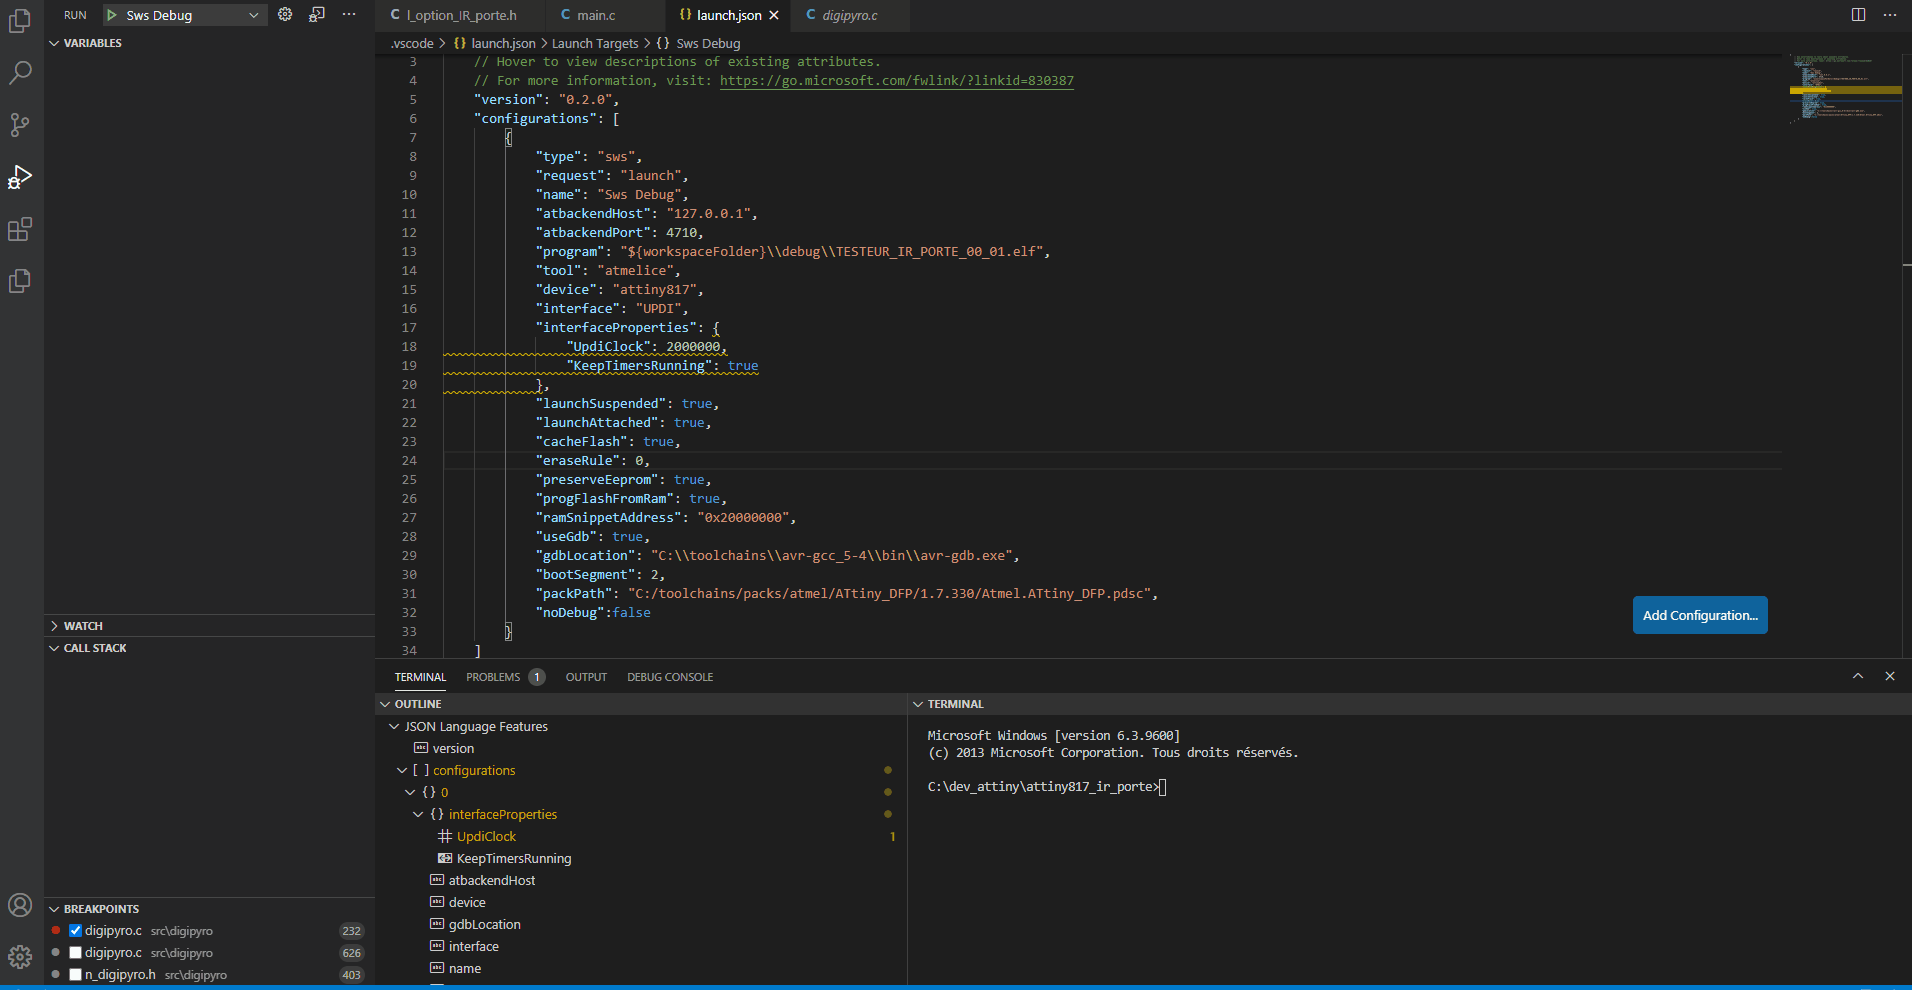 RUN Sws Debug
l_option_IR_porte.h main.c launch.json digipyro.c
.vscode > launch.json > Launch Targets > {} Sws Debug
VARIABLES
3 // Hover to view descriptions of existing attributes.
4 // For more information, visit: https://go.microsoft.com/fwlink/?linkid=830387
5 "version": "0.2.0",
6 "configurations": [
7 {
8 "type": "sws",
9 "request": "launch",
10 "name": "Sws Debug",
11 "atbackendHost": "127.0.0.1",
12 "atbackendPort": 4710,
13 "program": "${workspaceFolder}\\debug\\TESTEUR_IR_PORTE_00_01.elf",
14 "tool": "atmelice",
15 "device": "attiny817",
16 "interface": "UPDI",
17 "interfaceProperties": {
18 "UpdiClock": 2000000,
19 "KeepTimersRunning": true
20 },
21 "launchSuspended": true,
22 "launchAttached": true,
23 "cacheFlash": true,
24 "eraseRule": 0,
25 "preserveEeprom": true,
26 "progFlashFromRam": true,
27 "ramSnippetAddress": "0x20000000",
28 "useGdb": true,
29 "gdbLocation": "C:\\toolchains\\avr-gcc_5-4\\bin\\avr-gdb.exe",
30 "bootSegment": 2,
31 "packPath": "C:/toolchains/packs/atmel/ATtiny_DFP/1.7.330/Atmel.ATtiny_DFP.pdsc",
32 "noDebug":false
33 }
34 ]
Add Configuration...
WATCH
CALL STACK
BREAKPOINTS
digipyro.c src\digipyro 232
digipyro.c src\digipyro 626
n_digipyro.h src\digipyro 403
TERMINAL PROBLEMS 1 OUTPUT DEBUG CONSOLE
OUTLINE
JSON Language Features
version
[ ] configurations
{} 0
{} interfaceProperties
UpdiClock 1
KeepTimersRunning
atbackendHost
device
gdbLocation
interface
name
TERMINAL
Microsoft Windows [version 6.3.9600]
(c) 2013 Microsoft Corporation. Tous droits réservés.
C:\dev_attiny\attiny817_ir_porte>